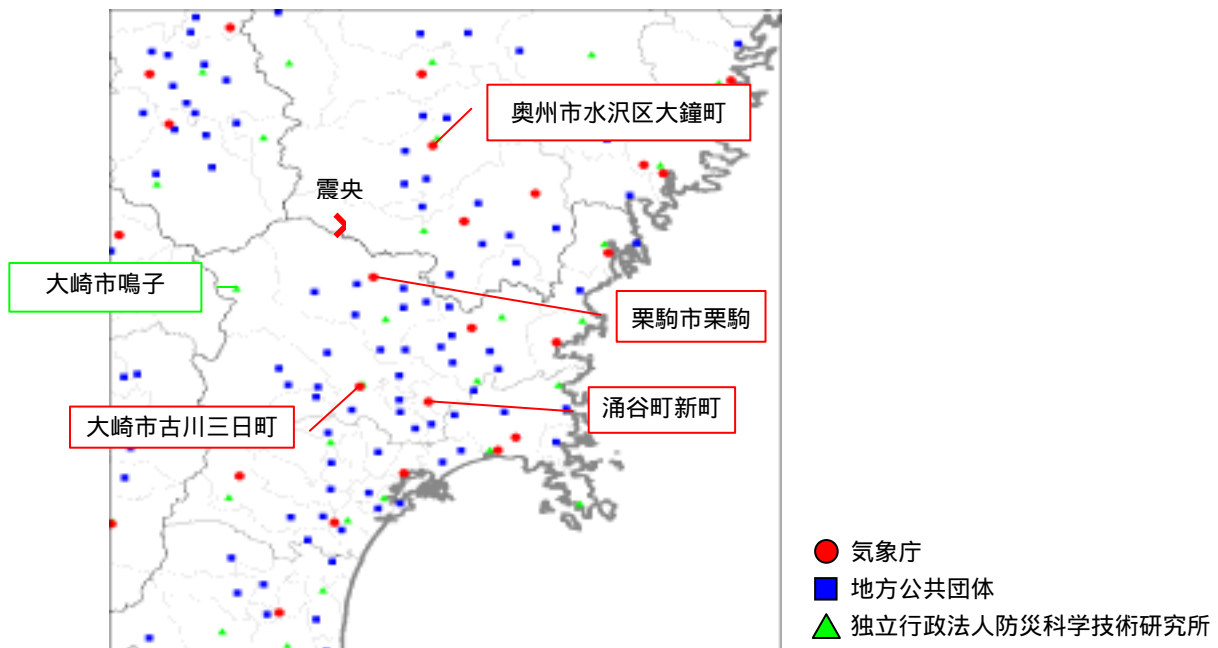 奥州市水沢区大鐘町
震央
大崎市鳴子
栗駒市栗駒
涌谷町新町
大崎市古川三日町
気象庁
地方公共団体
独立行政法人防災科学技術研究所